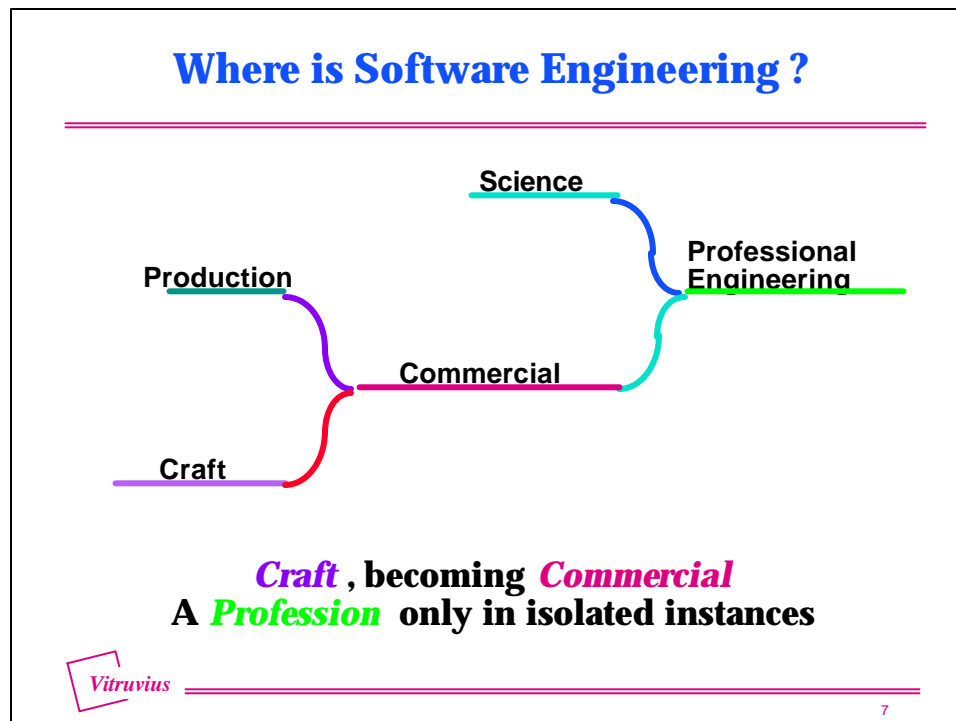 Where is Software Engineering ?
Science
Professional
Engineering
Production
Commercial
Craft
Craft , becoming Commercial
A Profession only in isolated instances
Vitruvius
7